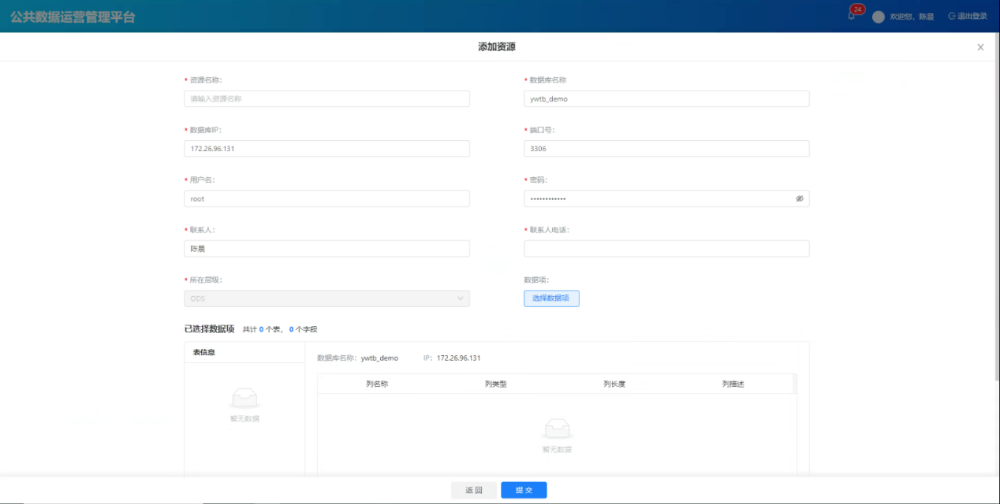 公共数据运营管理平台
24
欢迎您，陈晨
退出登录
添加资源
* 资源名称:
* 数据库名称
请输入资源名称
ywtb_demo
* 数据库IP:
* 端口号:
172.26.96.131
3306
* 用户名:
* 密码:
root
••••••••••••
* 联系人:
* 联系人电话:
陈晨
* 所在层级:
数据项:
ODS
选择数据项
已选择数据项 共计 0 个表， 0 个字段
表信息
数据库名称: ywtb_demo IP: 172.26.96.131
列名称 列类型 列长度 列描述
暂无数据
暂无数据
返 回
提 交